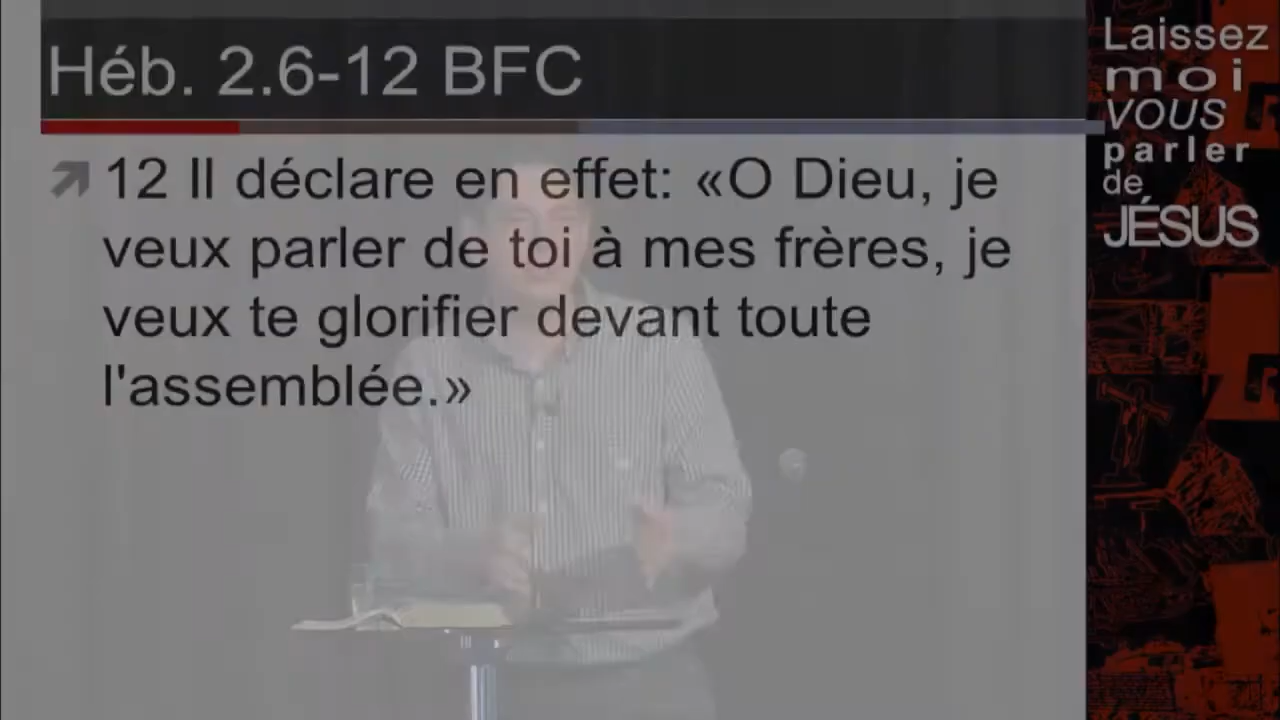 Héb. 2.6-12 BFC
12 Il déclare en effet: «O Dieu, je
veux parler de toi à mes frères, je
veux te glorifier devant toute
l'assemblée.»
Laissez
moi
VOUS
parler
de
JÉSUS